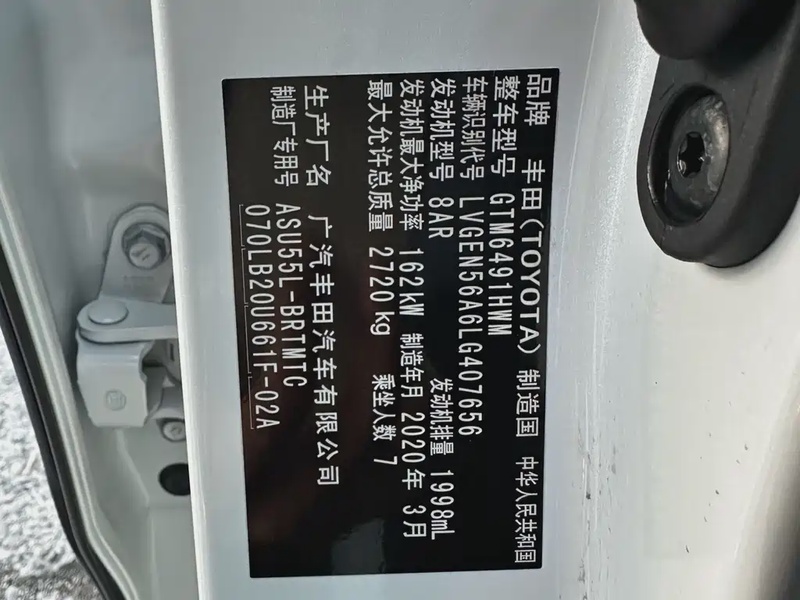 品牌 丰田(TOYOTA) 制造国 中华人民共和国
整车型号 GTM6491HWM
车辆识别代号 LVGEN56A6LG407656
发动机型号 8AR 发动机排量 1998mL
发动机最大净功率 162kW 制造年月 2020年 3月
最大允许总质量 2720kg 乘坐人数 7
生产厂名 广汽丰田汽车有限公司
制造厂专用号 ASU55L-BRTMTC
070LB20U661F-02A